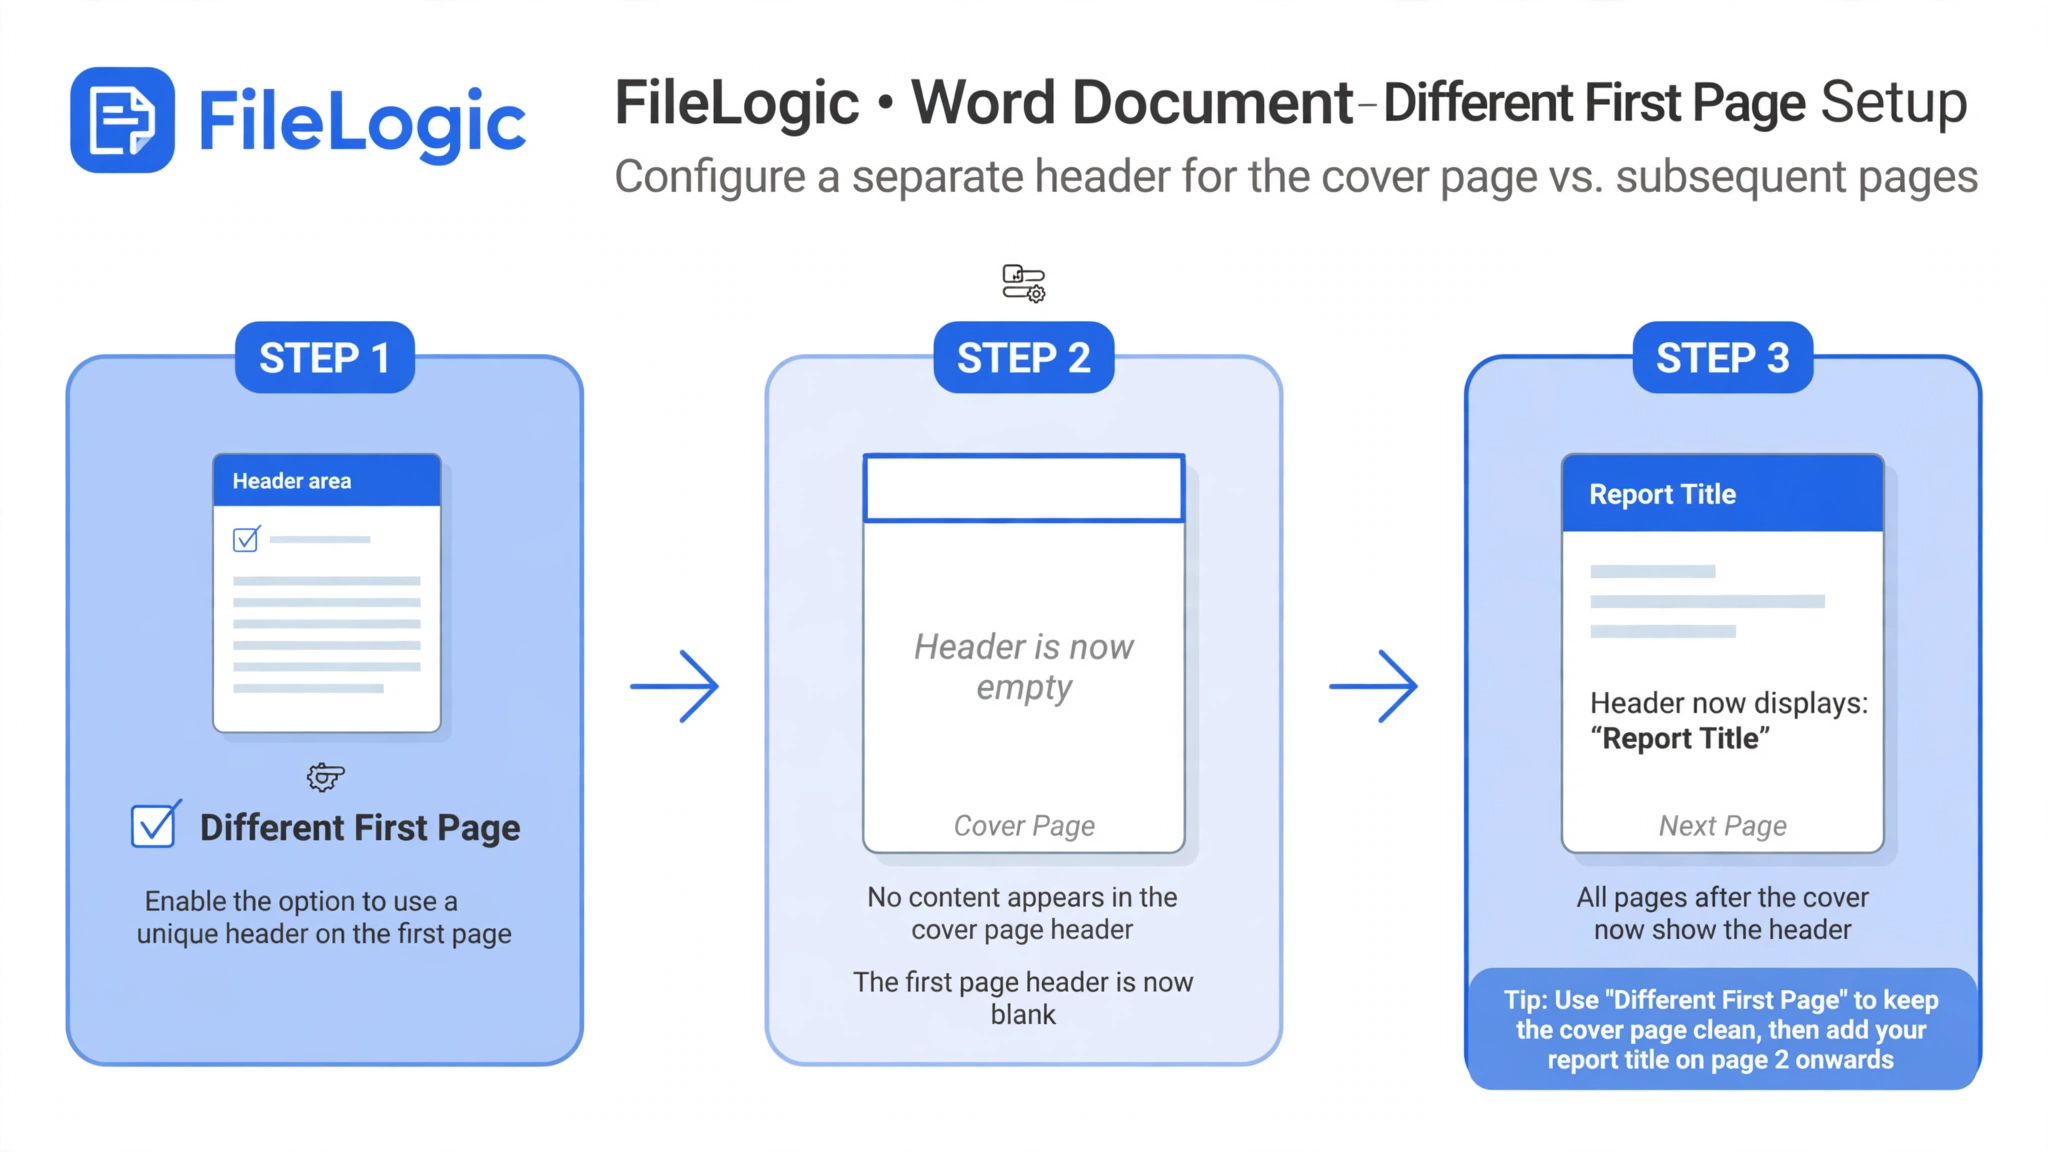 FileLogic
FileLogic • Word Document – Different First Page Setup
Configure a separate header for the cover page vs. subsequent pages
STEP 1
Header area
Different First Page
Enable the option to use a
unique header on the first page
STEP 2
Header is now
empty
Cover Page
No content appears in the
cover page header
The first page header is now
blank
STEP 3
Report Title
Header now displays:
“Report Title”
Next Page
All pages after the cover
now show the header
Tip: Use "Different First Page" to keep
the cover page clean, then add your
report title on page 2 onwards